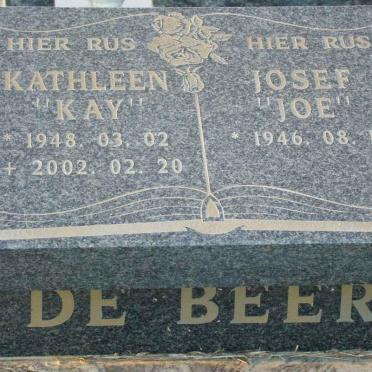 HIER RUS
KATHLEEN
"KAY"
* 1948. 03. 02
+ 2002. 02. 20
HIER RUS
JOSEF
"JOE"
* 1946. 08.
DE BEER